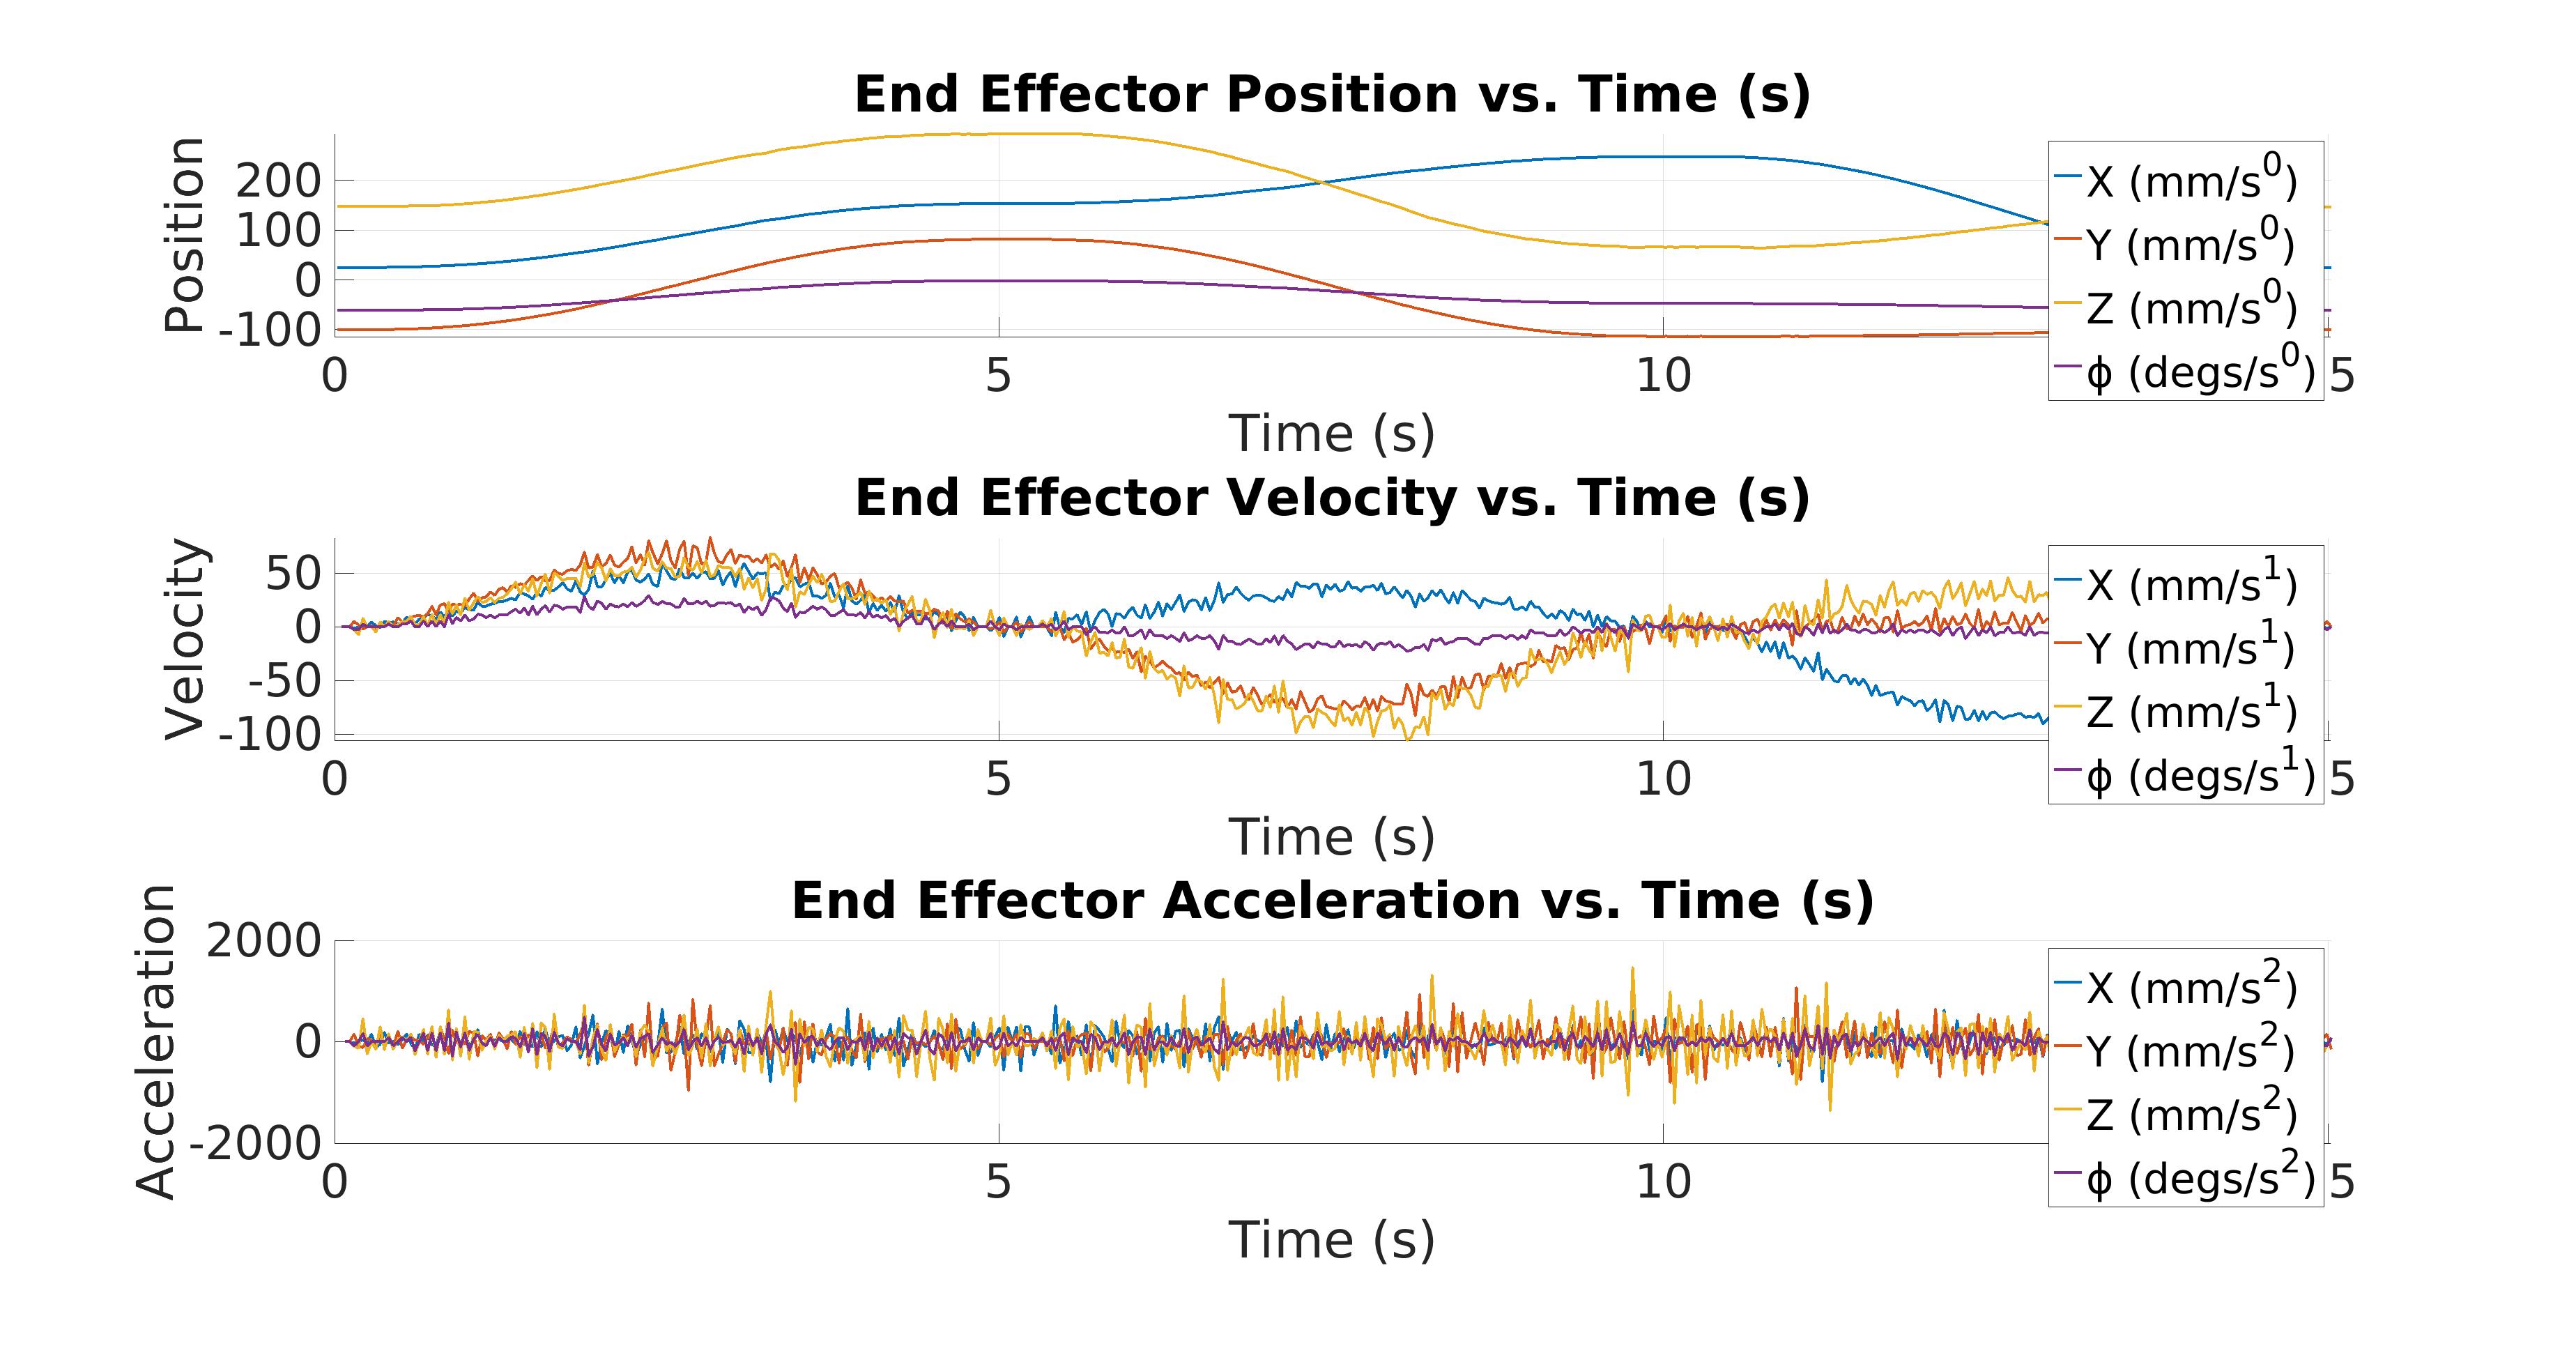 End Effector Position vs. Time (s)
Position
200
100
0
-100
0 5 10 5
Time (s)
X (mm/s⁰)
Y (mm/s⁰)
Z (mm/s⁰)
ϕ (degs/s⁰)
End Effector Velocity vs. Time (s)
Velocity
50
0
-50
-100
0 5 10 5
Time (s)
X (mm/s¹)
Y (mm/s¹)
Z (mm/s¹)
ϕ (degs/s¹)
End Effector Acceleration vs. Time (s)
Acceleration
2000
0
-2000
0 5 10 5
Time (s)
X (mm/s²)
Y (mm/s²)
Z (mm/s²)
ϕ (degs/s²)